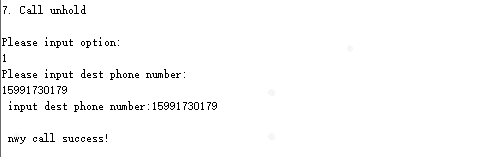 7. Call unhold
Please input option:
1
Please input dest phone number:
15991730179
input dest phone number:15991730179
nwy call success!